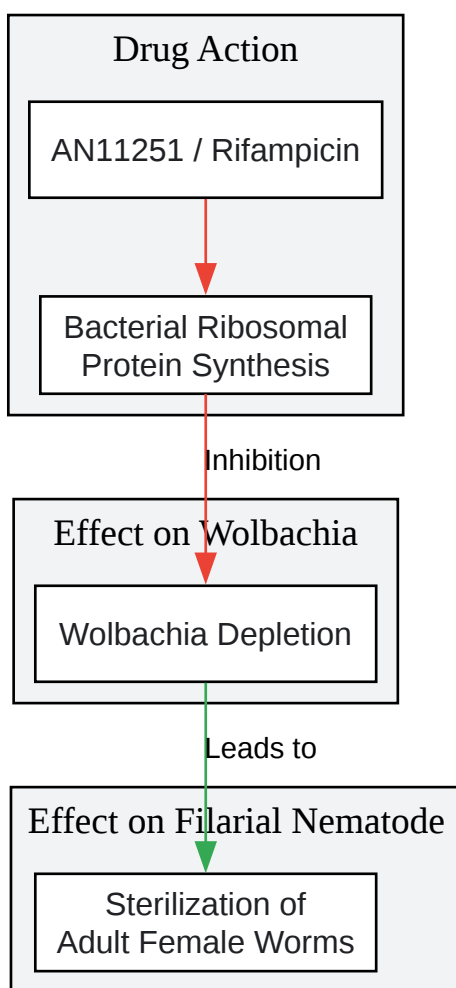 Drug Action
AN11251 / Rifampicin
Bacterial Ribosomal
Protein Synthesis
Inhibition
Effect on Wolbachia
Wolbachia Depletion
Leads to
Effect on Filarial Nematode
Sterilization of
Adult Female Worms